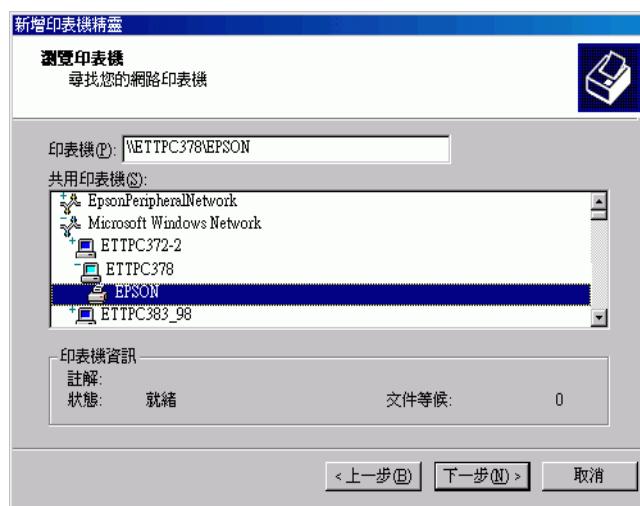 新增印表機精靈
瀏覽印表機
尋找您的網路印表機
印表機(P): \\ETTPC378\EPSON
共用印表機(S):
EpsonPeripheralNetwork
Microsoft Windows Network
ETTPC372-2
ETTPC378
EPSON
ETTPC383_98
印表機資訊
註解:
狀態: 就緒 文件等候: 0
<上一步(B) 下一步(N)> 取消